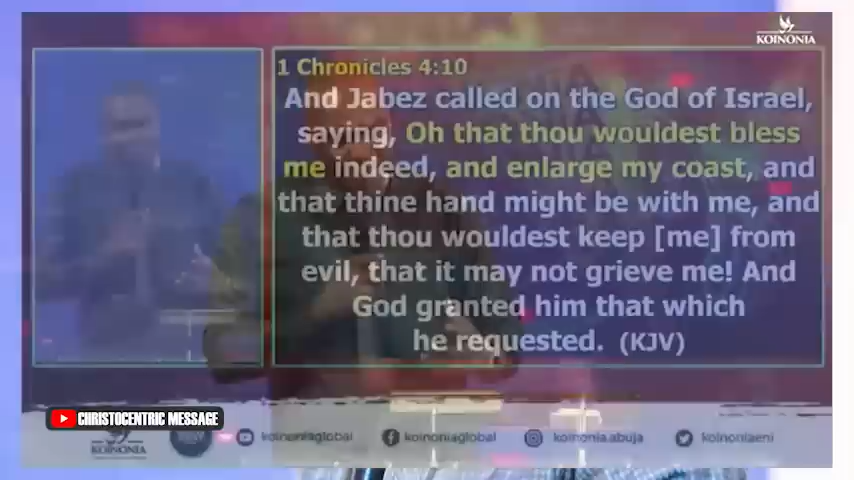 KOINONIA
1 Chronicles 4:10
And Jabez called on the God of Israel,
saying, Oh that thou wouldest bless
me indeed, and enlarge my coast, and
that thine hand might be with me, and
that thou wouldest keep [me] from
evil, that it may not grieve me! And
God granted him that which
he requested. (KJV)
CHRISTOCENTRIC MESSAGE
KOINONIA
koinoniaglobal
koinoniaglobal
koinonia.abuja
koinoniaeni